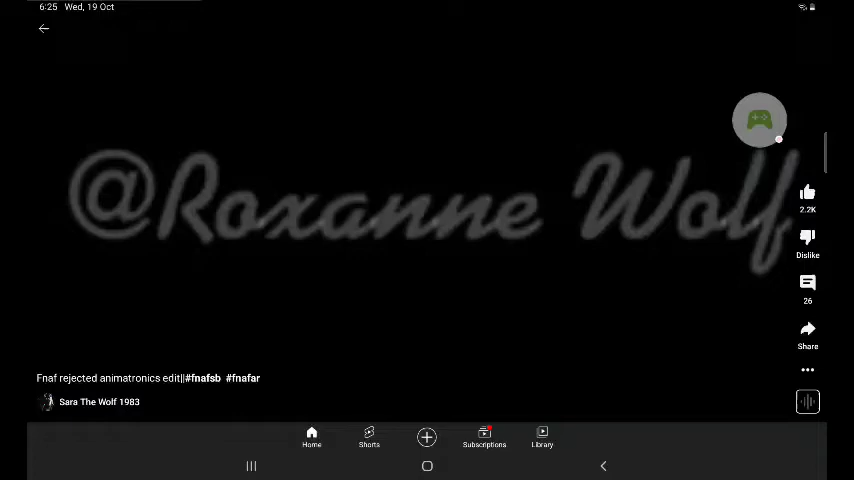 6:25 Wed, 19 Oct
@Roxanne Wolf
2.2K
Dislike
26
Share
Fnaf rejected animatronics edit||#fnafsb #fnafar
Sara The Wolf 1983
Home
Shorts
Subscriptions
Library